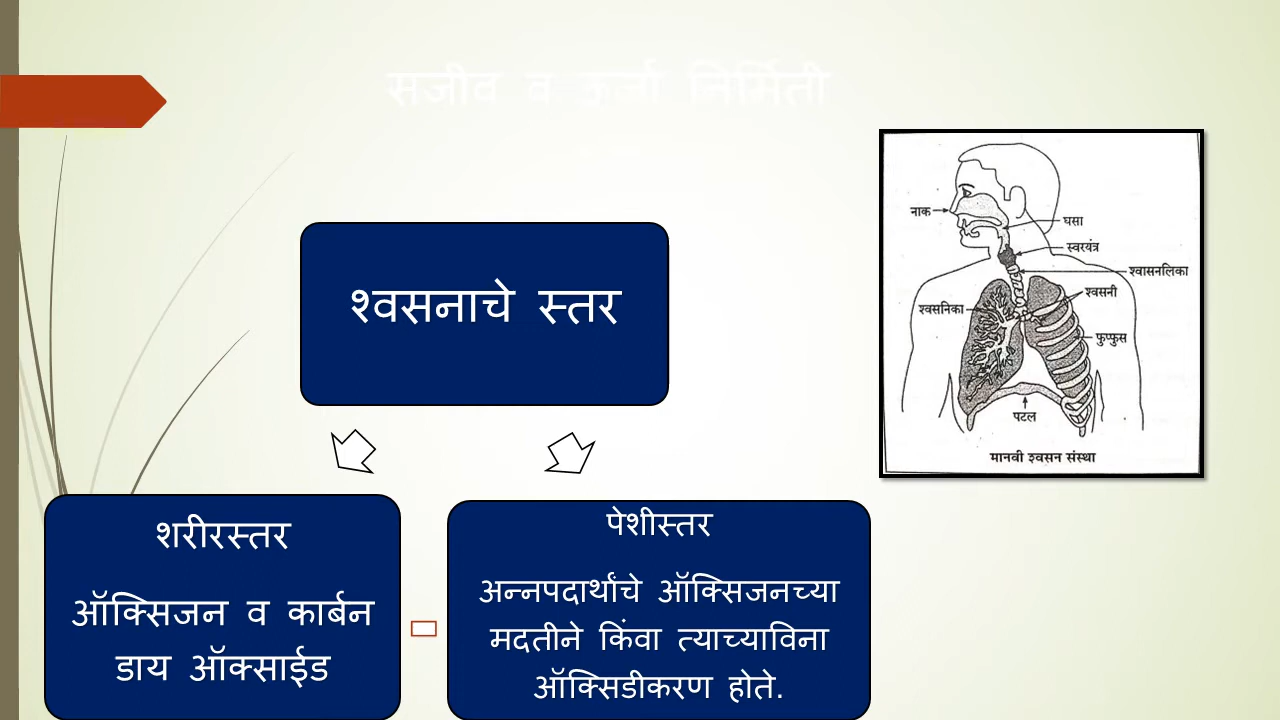 सजीव व ऊर्जा निर्मिती
श्वसनाचे स्तर
शरीरस्तर
ऑक्सिजन व कार्बन
डाय ऑक्साईड
पेशीस्तर
अन्नपदार्थांचे ऑक्सिजनच्या
मदतीने किंवा त्याच्याविना
ऑक्सिडीकरण होते.
नाक
घसा
स्वरयंत्र
श्वासनलिका
श्वसनी
श्वसनिका
फुप्फुस
पटल
मानवी श्वसन संस्था